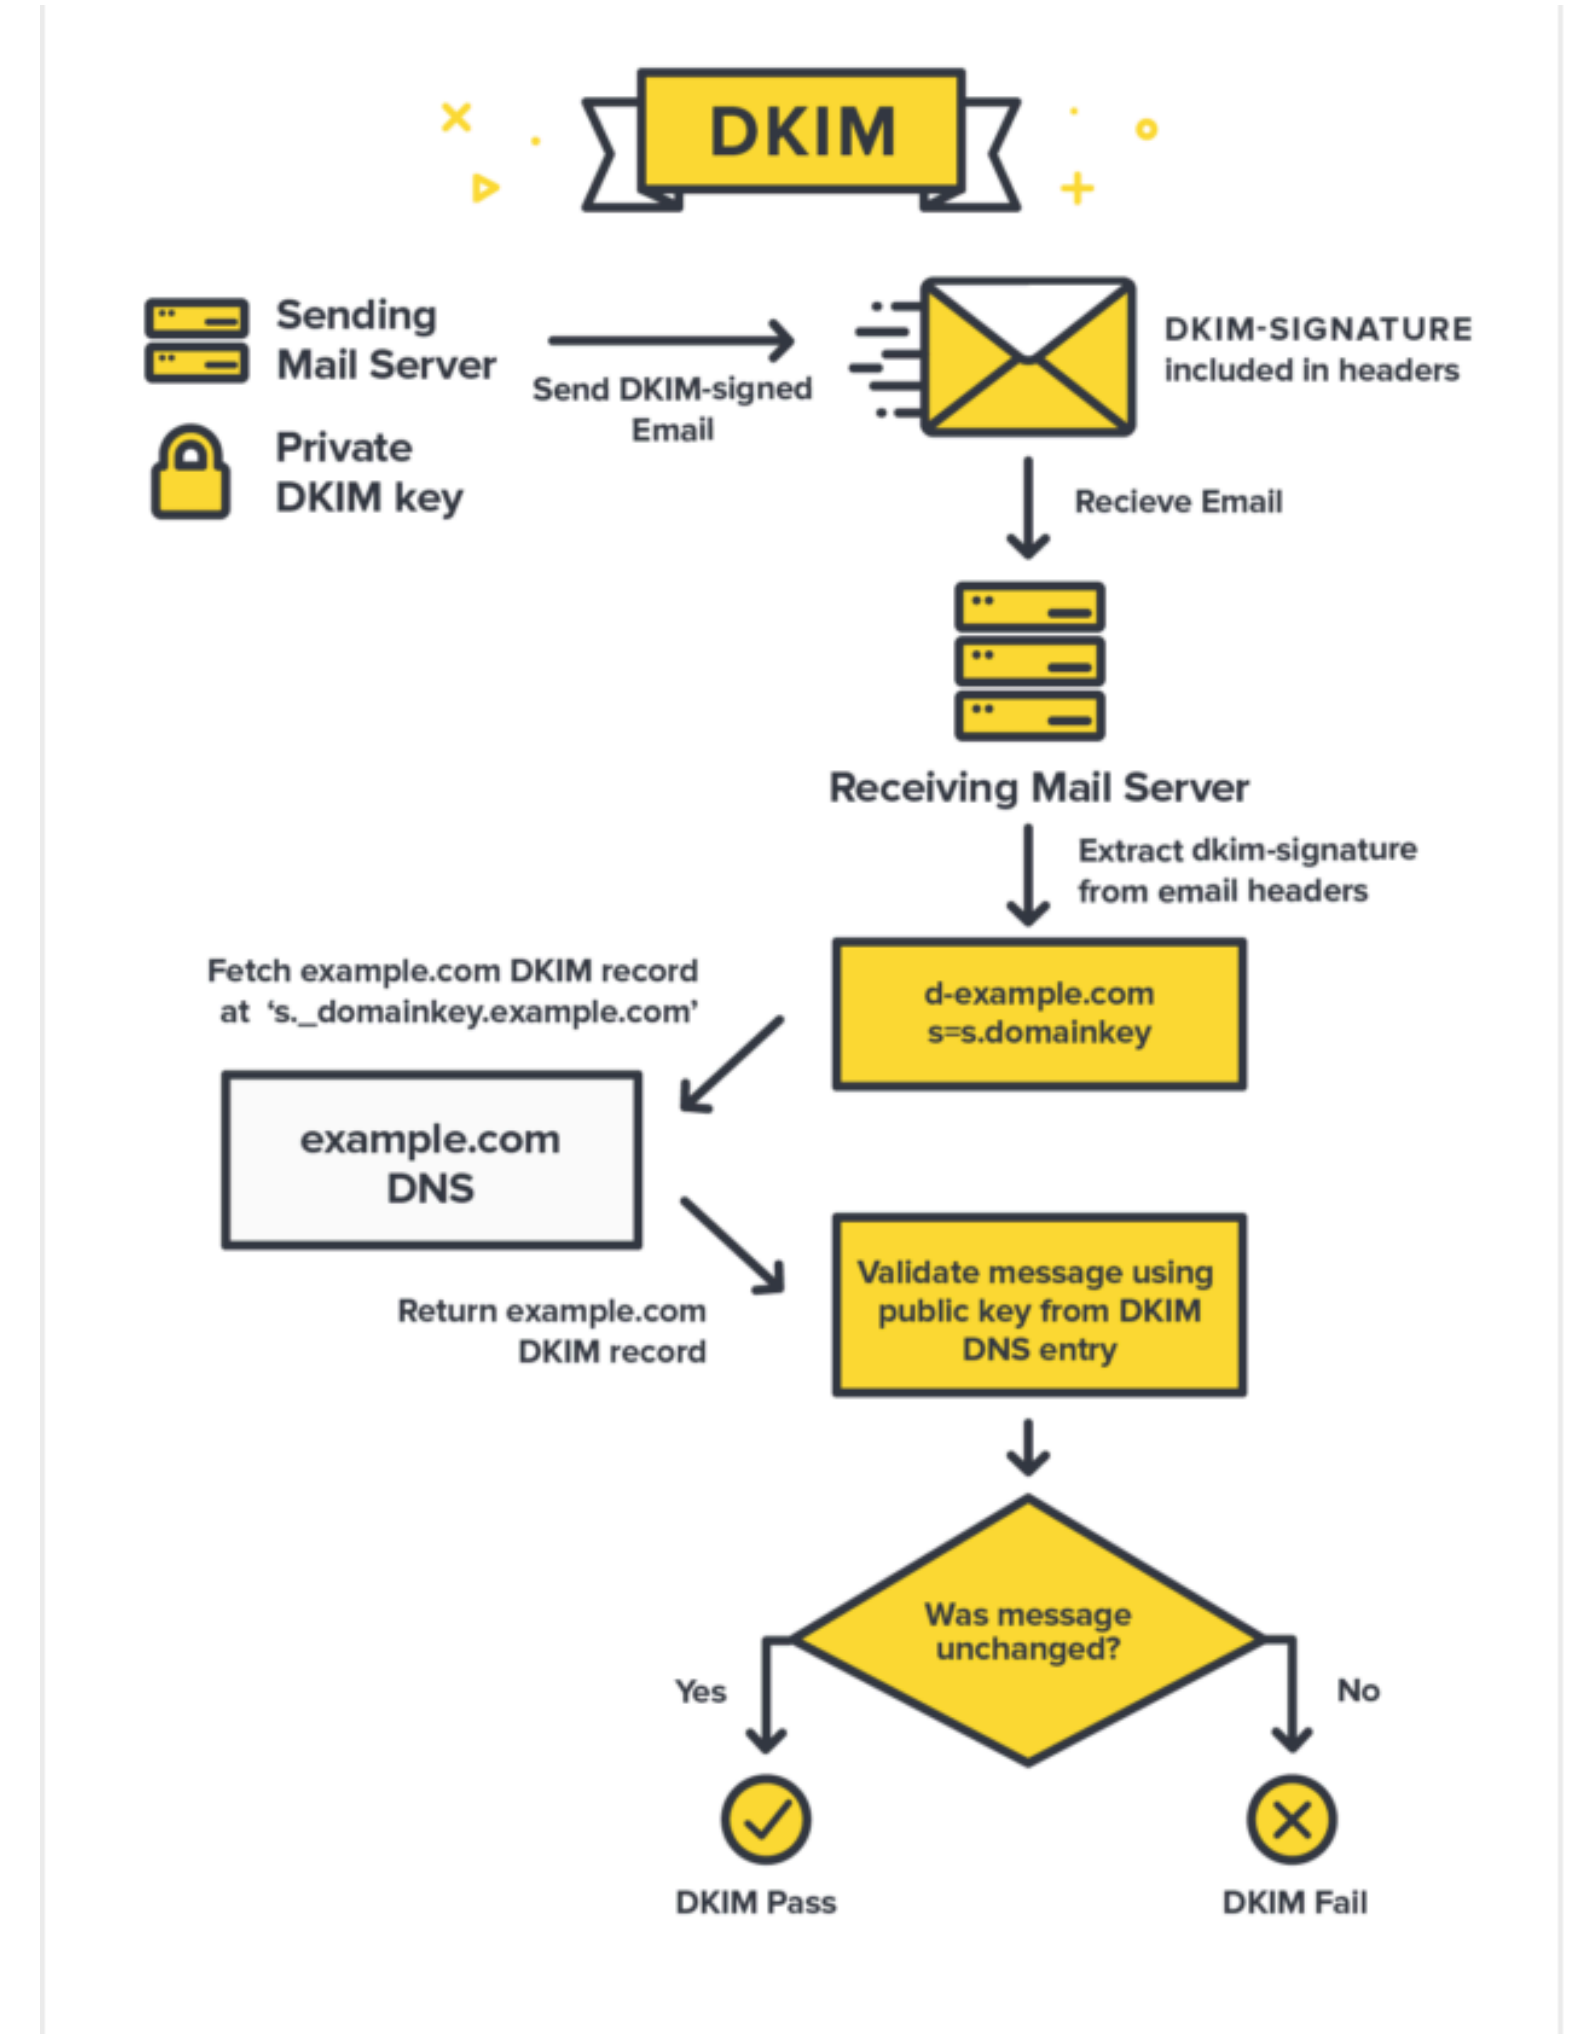 DKIM
Sending
Mail Server
Send DKIM-signed
Email
DKIM-SIGNATURE
included in headers
Private
DKIM key
Recieve Email
Receiving Mail Server
Extract dkim-signature
from email headers
Fetch example.com DKIM record
at ‘s._domainkey.example.com’
d-example.com
s=s.domainkey
example.com
DNS
Return example.com
DKIM record
Validate message using
public key from DKIM
DNS entry
Was message
unchanged?
Yes
No
DKIM Pass
DKIM Fail